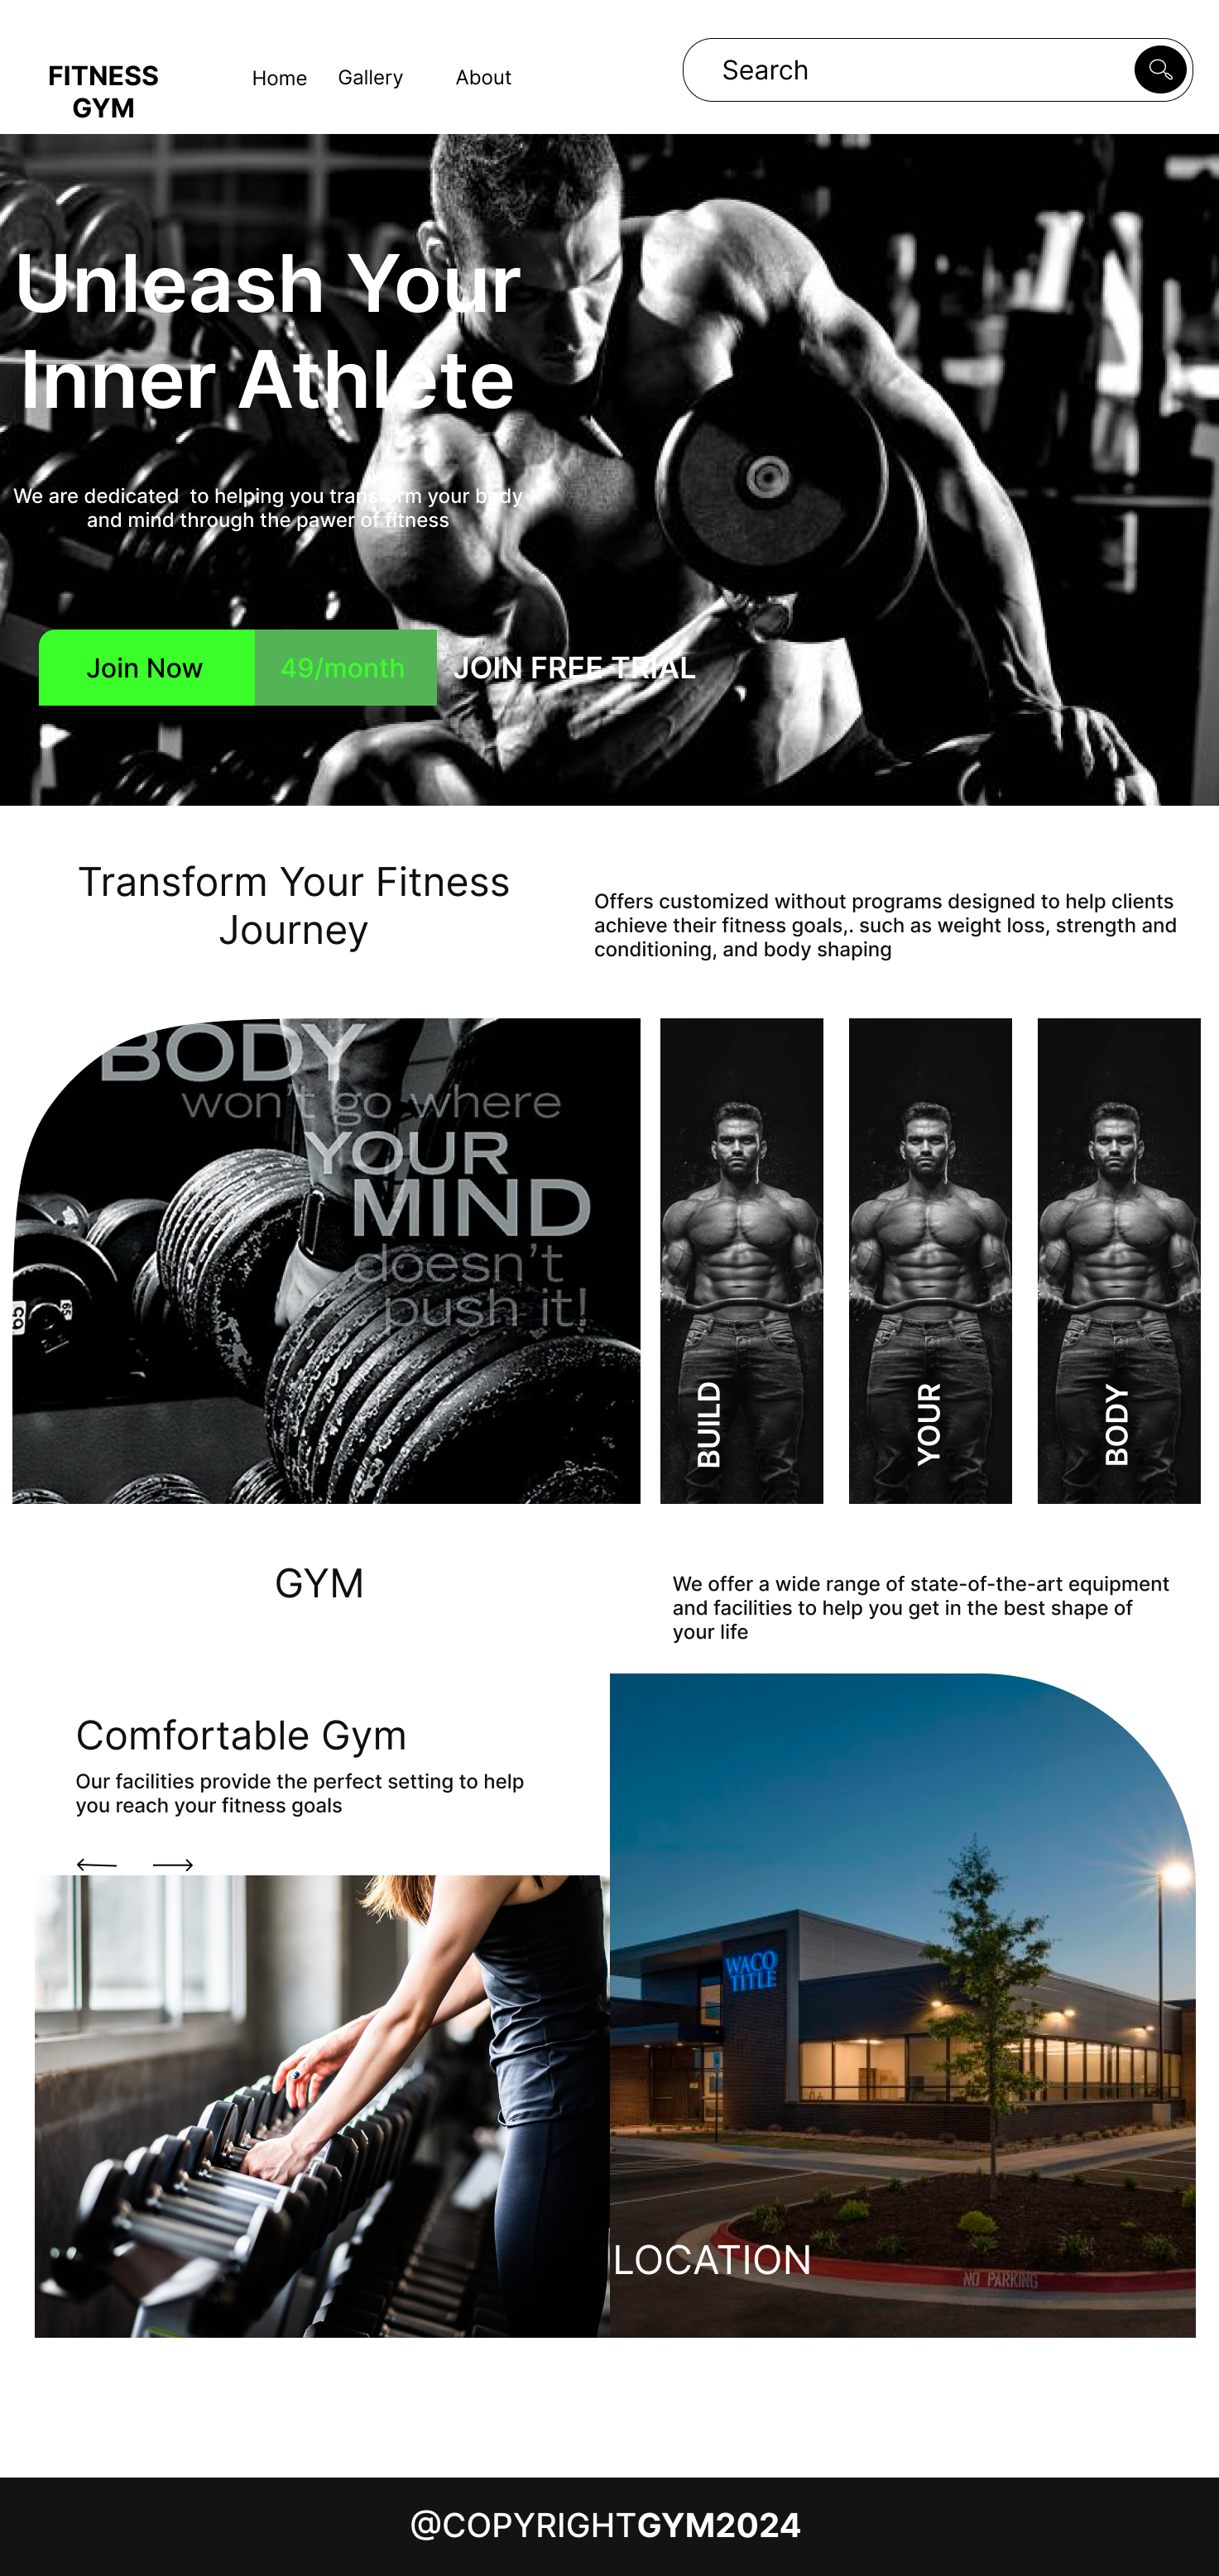 FITNESS
GYM
Home
Gallery
About
Search
Unleash Your
Inner Athlete
We are dedicated  to helping you transform your body
and mind through the pawer of fitness
Join Now
49/month
JOIN FREE TRIAL
Transform Your Fitness
Journey
Offers customized without programs designed to help clients
achieve their fitness goals,. such as weight loss, strength and
conditioning, and body shaping
BODY
won't go where
YOUR
MIND
doesn't
push it!
65
BUILD
YOUR
BODY
GYM
We offer a wide range of state-of-the-art equipment
and facilities to help you get in the best shape of
your life
Comfortable Gym
Our facilities provide the perfect setting to help
you reach your fitness goals
WACO
TITLE
LOCATION
NO PARKING
@COPYRIGHTGYM2024